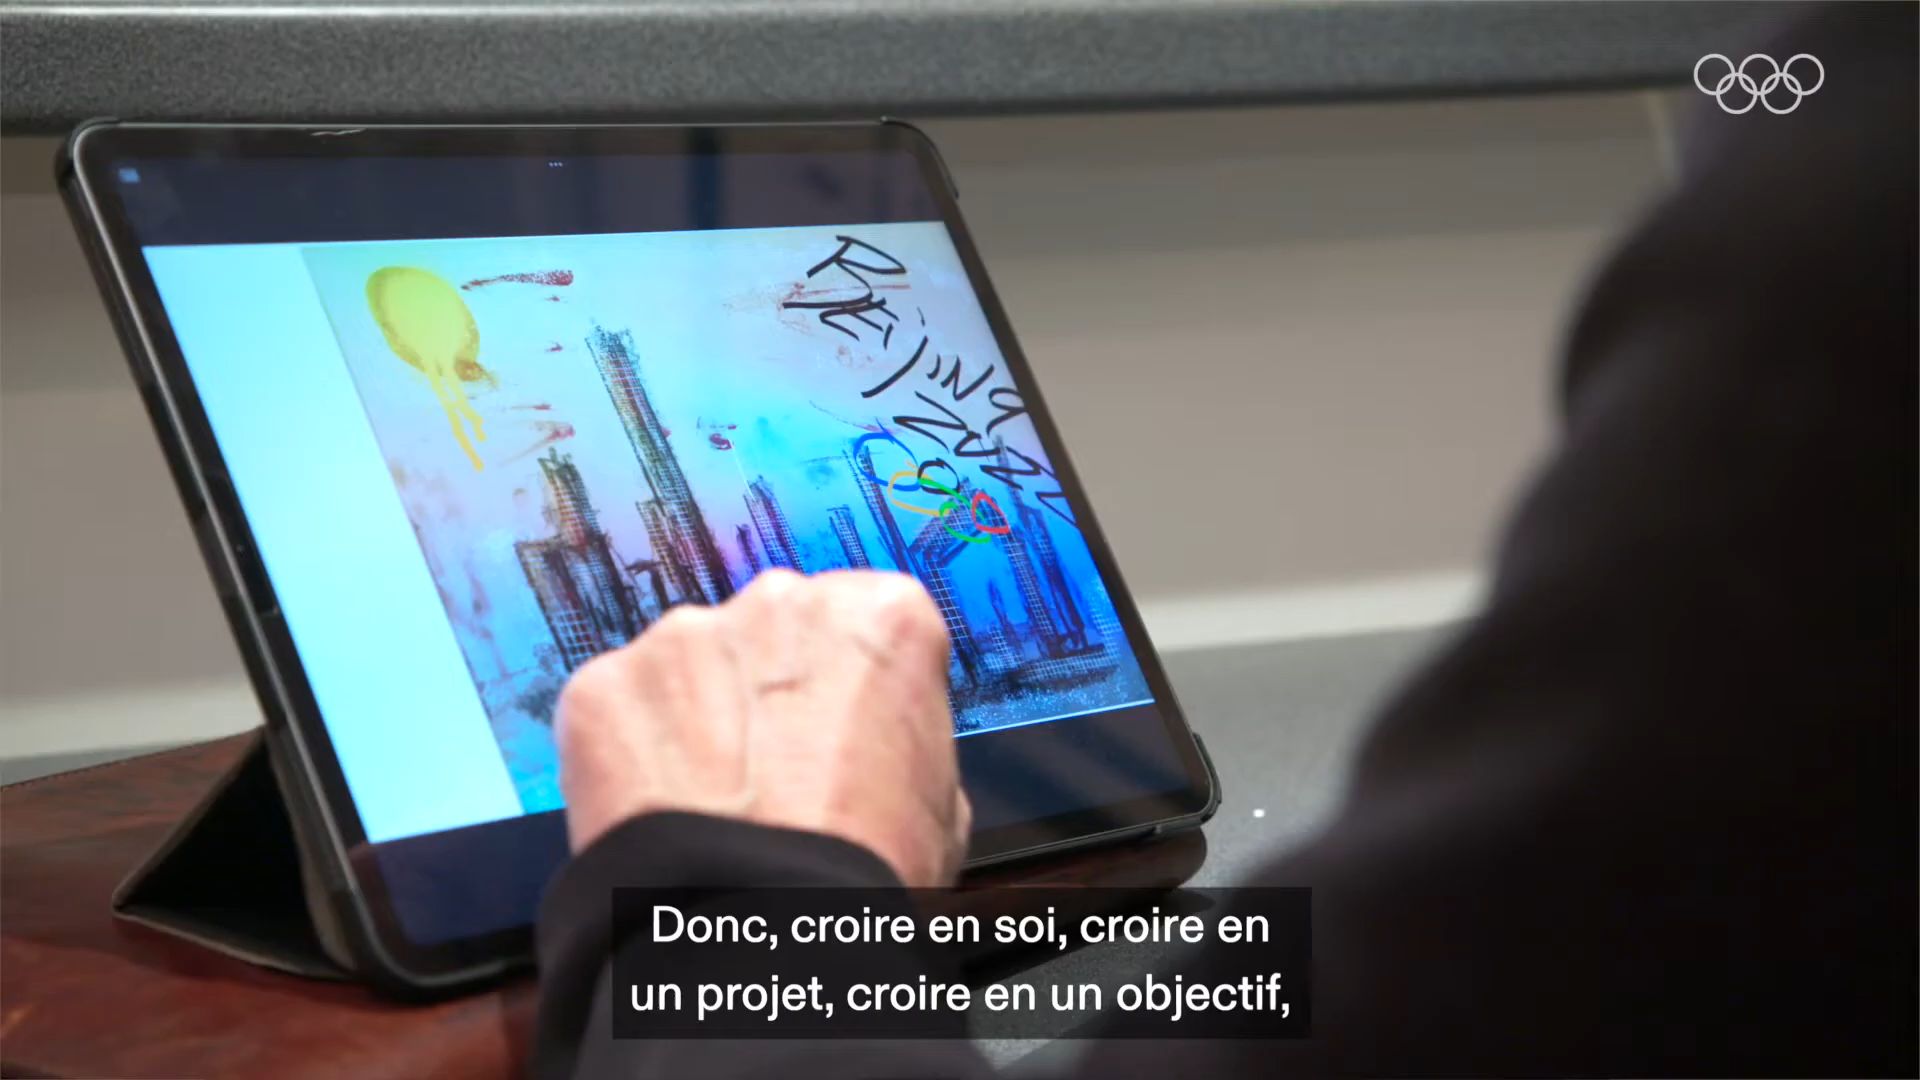 BEijiNG
2022
Donc, croire en soi, croire en
un projet, croire en un objectif,